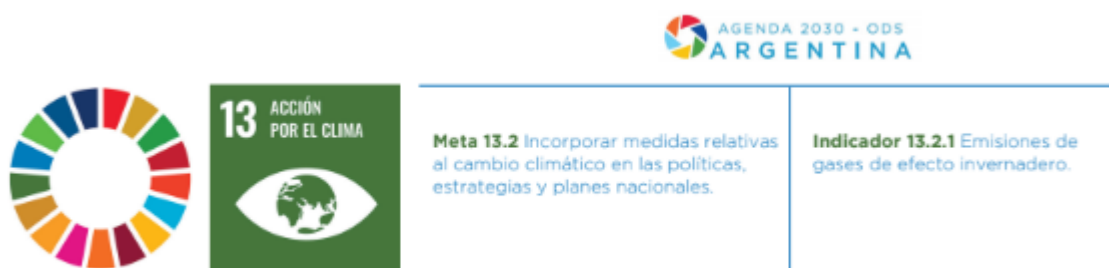 AGENDA 2030 - ODS
ARGENTINA
13 ACCIÓN
POR EL CLIMA
Meta 13.2 Incorporar medidas relativas
al cambio climático en las políticas,
estrategias y planes nacionales.
Indicador 13.2.1 Emisiones de
gases de efecto invernadero.